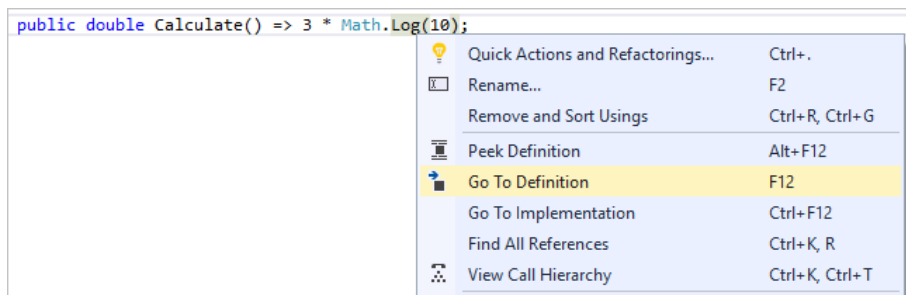 public double Calculate() => 3 * Math.Log(10);
Quick Actions and Refactorings... Ctrl+.
Rename... F2
Remove and Sort Usings Ctrl+R, Ctrl+G
Peek Definition Alt+F12
Go To Definition F12
Go To Implementation Ctrl+F12
Find All References Ctrl+K, R
View Call Hierarchy Ctrl+K, Ctrl+T